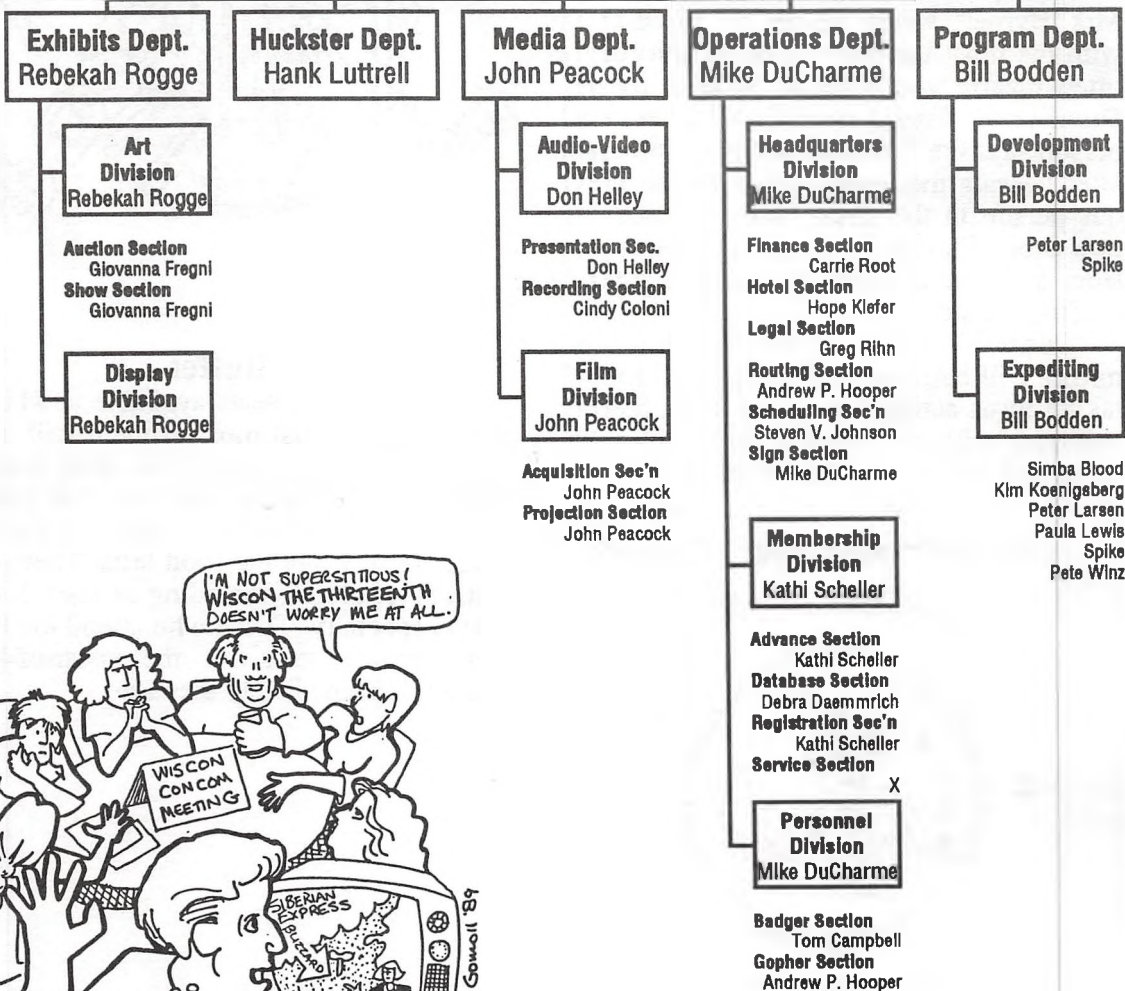 Exhibits Dept.
Rebekah Rogge
Art
Division
Rebekah Rogge
Auction Section
Giovanna Fregni
Show Section
Giovanna Fregni
Display
Division
Rebekah Rogge
Huckster Dept.
Hank Luttrell
Media Dept.
John Peacock
Audio-Video
Division
Don Helley
Presentation Sec.
Don Helley
Recording Section
Cindy Coloni
Film
Division
John Peacock
Acquisition Sec'n
John Peacock
Projection Section
John Peacock
Operations Dept.
Mike DuCharme
Headquarters
Division
Mike DuCharme
Finance Section
Carrie Root
Hotel Section
Hope Kiefer
Legal Section
Greg Rihn
Routing Section
Andrew P. Hooper
Scheduling Sec'n
Steven V. Johnson
Sign Section
Mike DuCharme
Membership
Division
Kathi Scheller
Advance Section
Kathi Scheller
Database Section
Debra Daemmrich
Registration Sec'n
Kathi Scheller
Service Section
X
Personnel
Division
Mike DuCharme
Badger Section
Tom Campbell
Gopher Section
Andrew P. Hooper
Program Dept.
Bill Bodden
Development
Division
Bill Bodden
Peter Larsen
Spike
Expediting
Division
Bill Bodden
Simba Blood
Kim Koenigsberg
Peter Larsen
Paula Lewis
Spike
Pete Winz
I'M NOT SUPERSTITIOUS!
WISCON THE THIRTEENTH
DOESN'T WORRY ME AT ALL.
WISCON
CONCOM
MEETING
SIBERIAN
EXPRESS
BLIZZARD
Gomoll '89